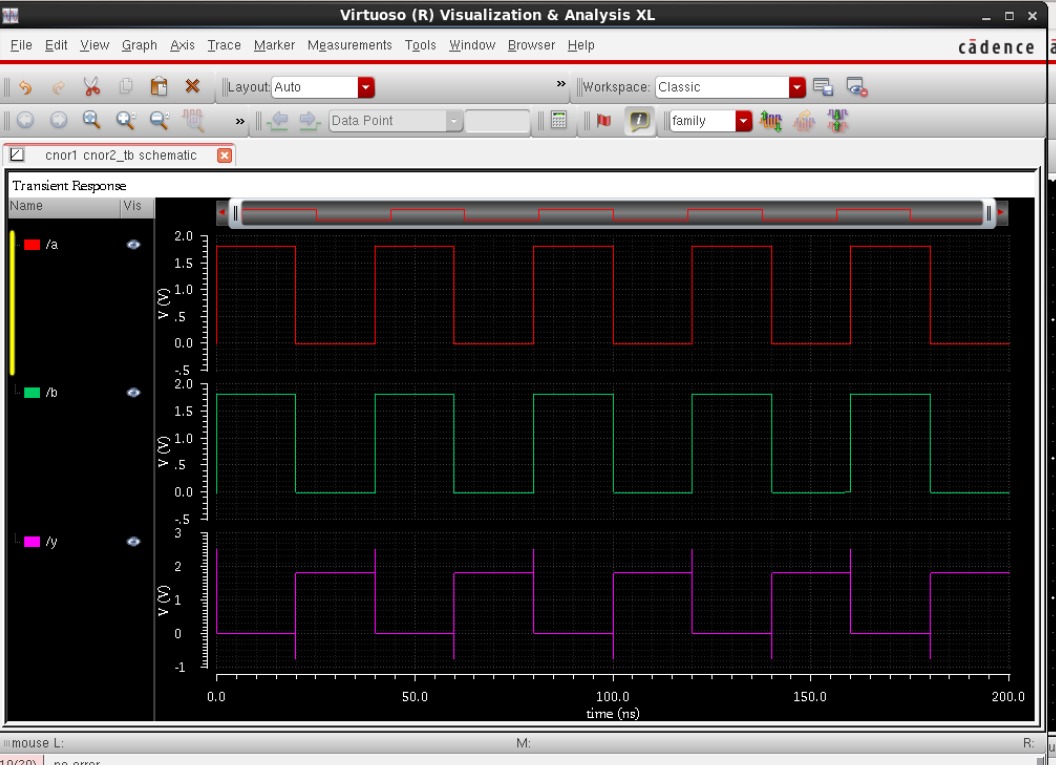 Virtuoso (R) Visualization & Analysis XL
File Edit View Graph Axis Trace Marker Measurements Tools Window Browser Help cādence
Layout: Auto » Workspace: Classic
» Data Point family
cnor1 cnor2_tb schematic
Transient Response
Name Vis
/a
2.0
1.5
1.0
.5
0.0
-.5
V (V)
/b
2.0
1.5
1.0
.5
0.0
-.5
V (V)
/y
3
2
1
0
-1
V (V)
0.0 50.0 100.0 150.0 200.0
time (ns)
mouse L: M: R:
no error